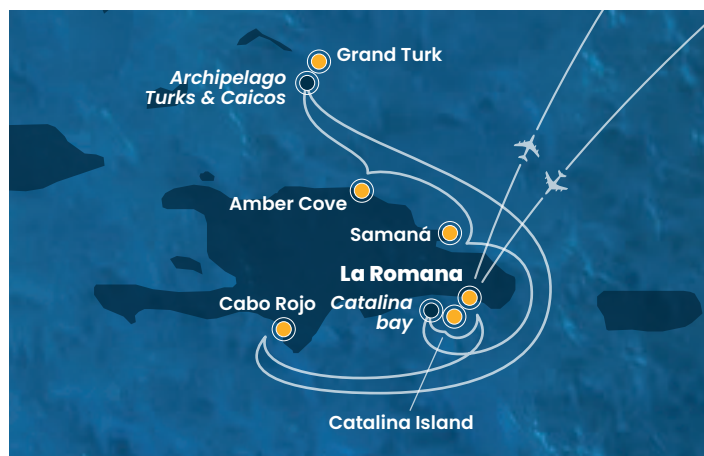 Grand Turk
Archipelago
Turks & Caicos
Amber Cove
Samaná
La Romana
Cabo Rojo
Catalina
bay
Catalina Island